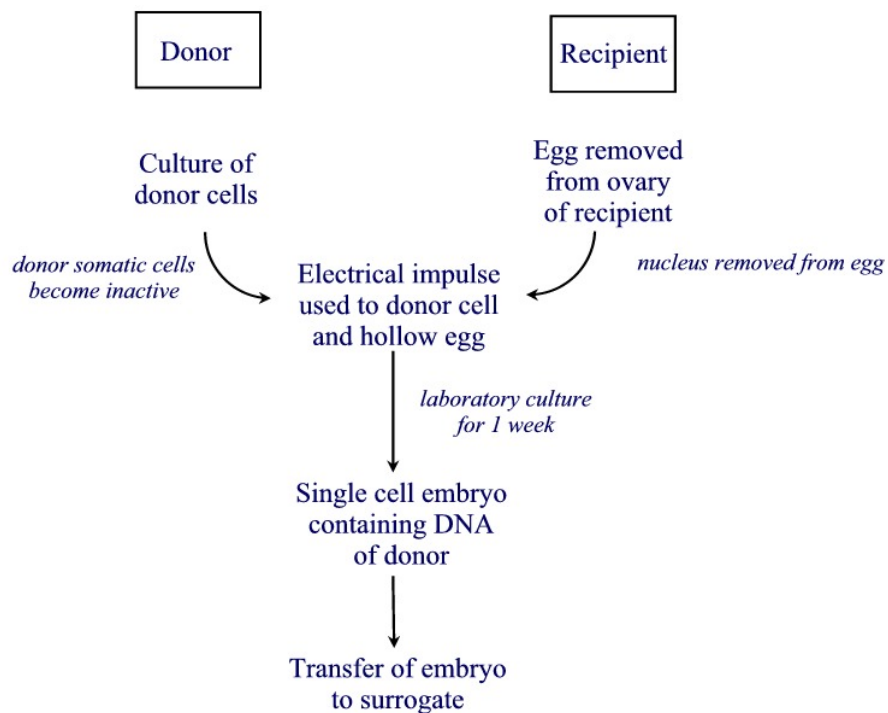 Donor
Recipient
Culture of
donor cells
Egg removed
from ovary
of recipient
donor somatic cells
become inactive
nucleus removed from egg
Electrical impulse
used to donor cell
and hollow egg
laboratory culture
for 1 week
Single cell embryo
containing DNA
of donor
Transfer of embryo
to surrogate